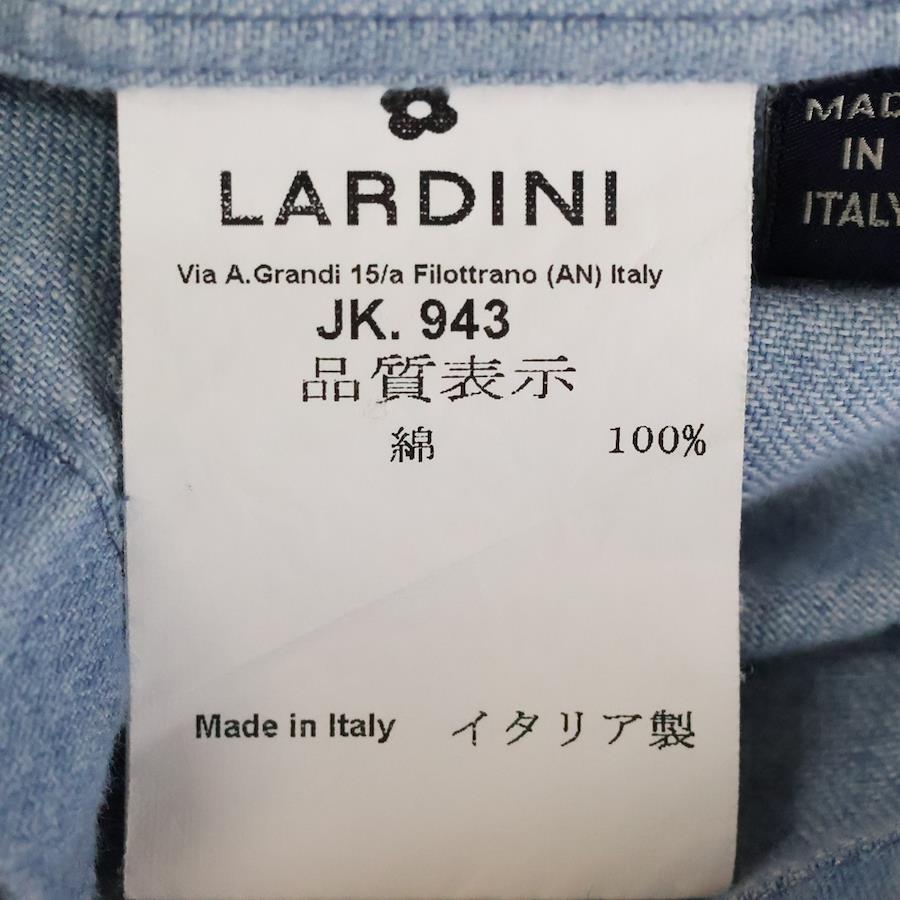 LARDINI
Via A.Grandi 15/a Filottrano (AN) Italy
JK. 943
品質表示
綿 100%
Made in Italy イタリア製
MADE
IN
ITALY